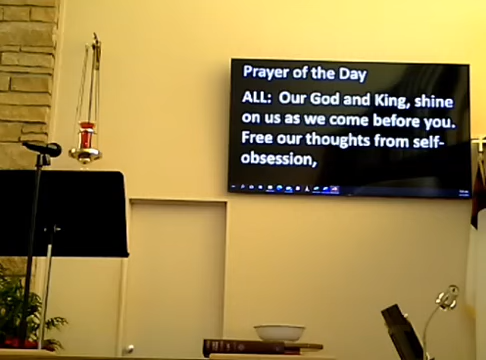 Prayer of the Day
ALL: Our God and King, shine
on us as we come before you.
Free our thoughts from self-
obsession,